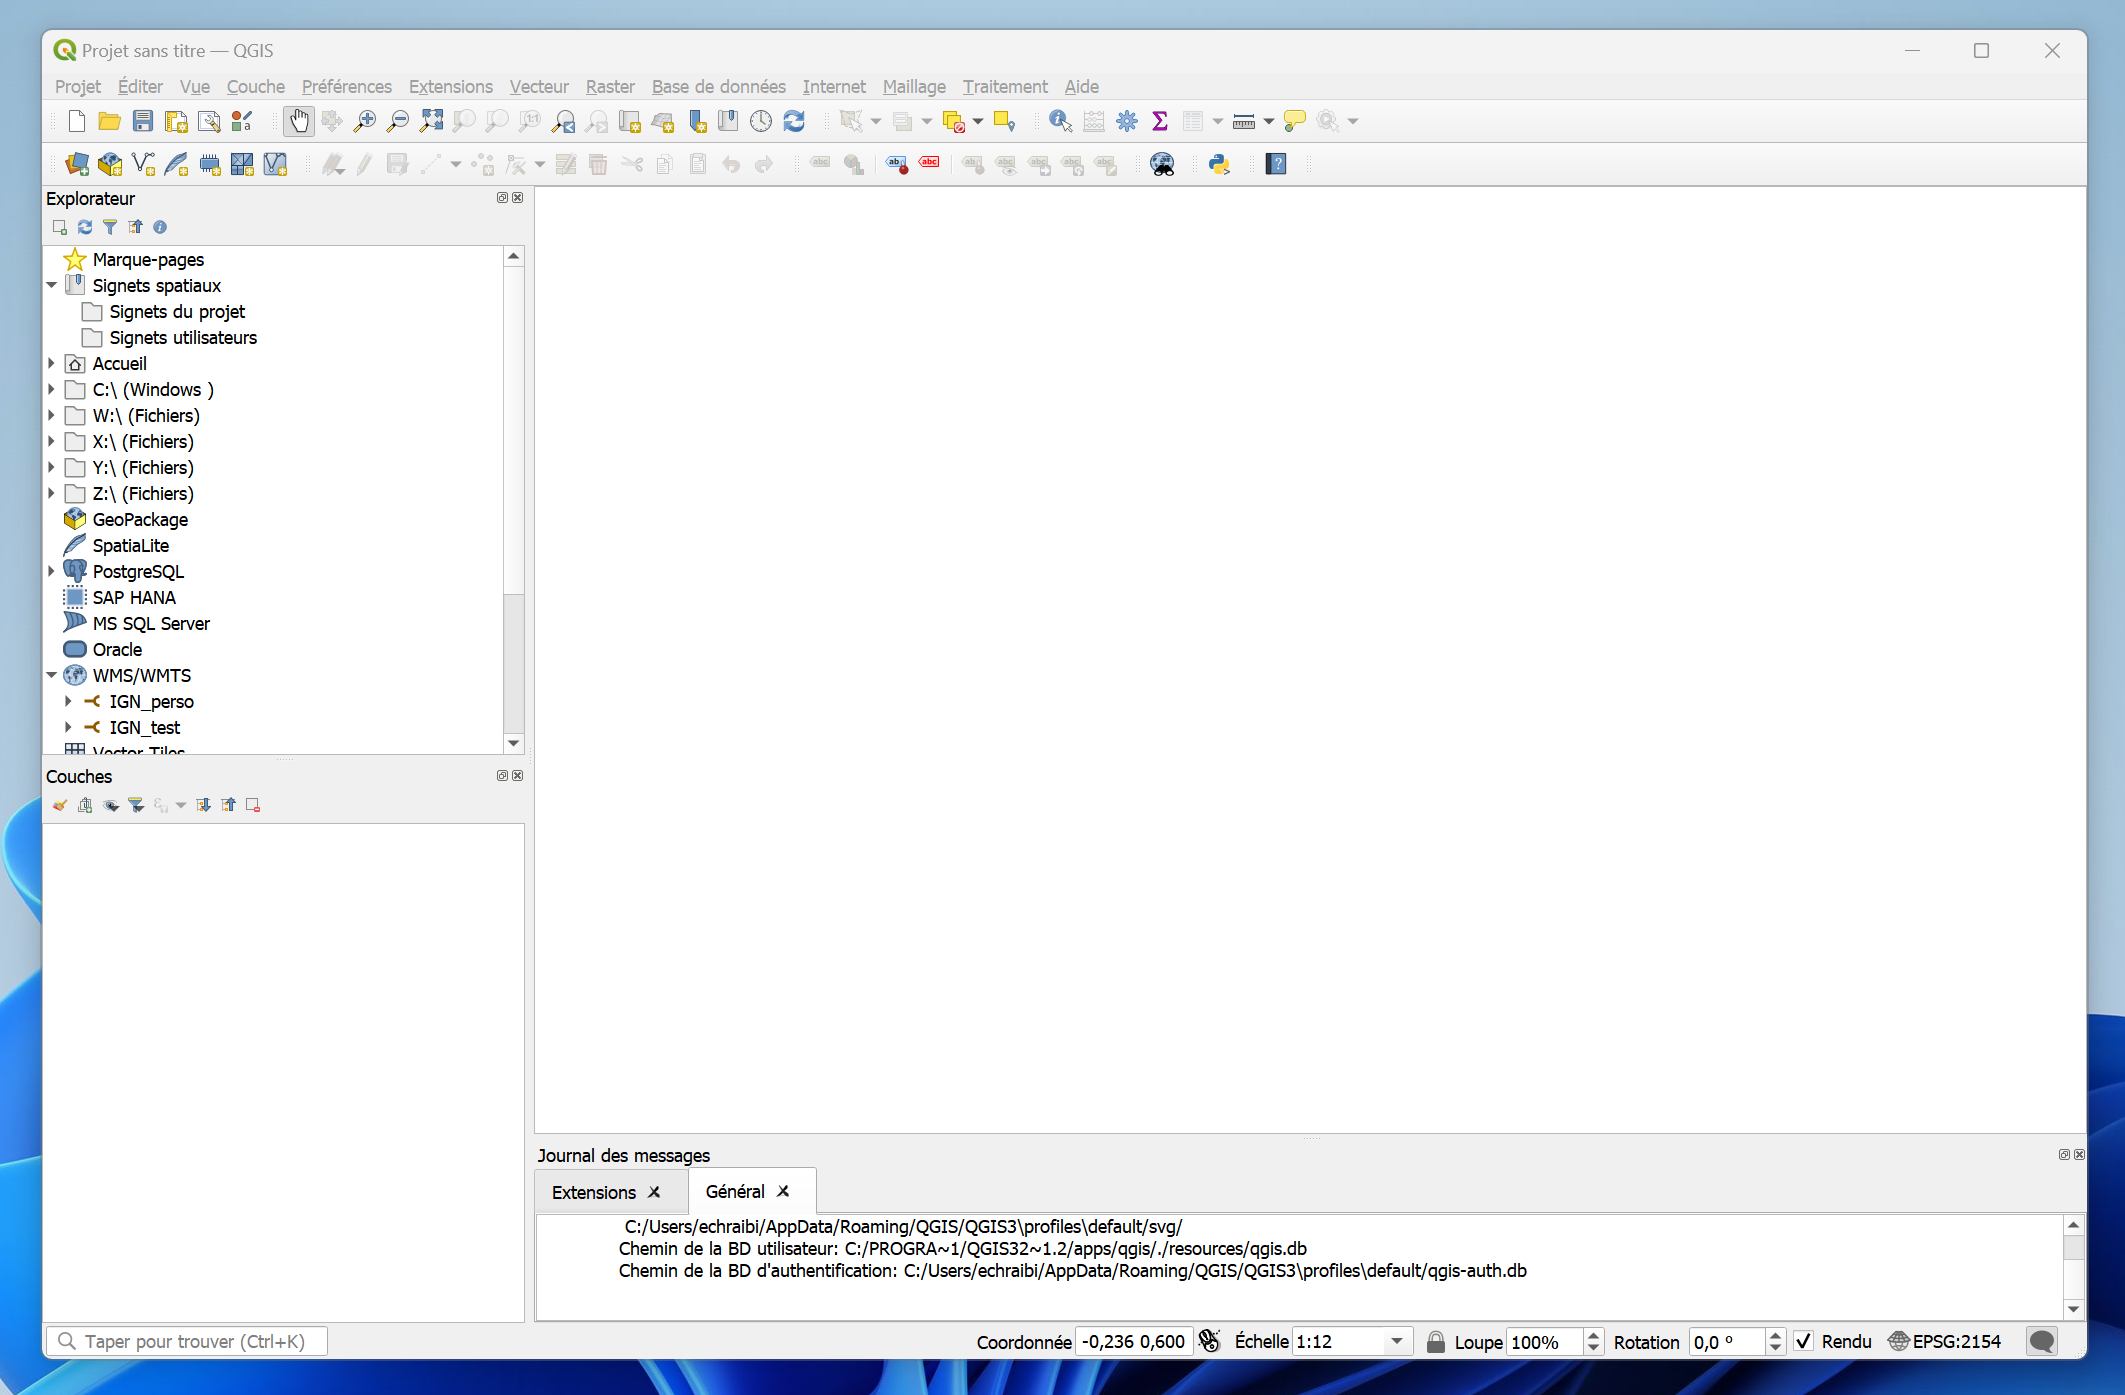 Projet sans titre — QGIS
Projet Éditer Vue Couche Préférences Extensions Vecteur Raster Base de données Internet Maillage Traitement Aide
Explorateur
Marque-pages
Signets spatiaux
Signets du projet
Signets utilisateurs
Accueil
C:\ (Windows )
W:\ (Fichiers)
X:\ (Fichiers)
Y:\ (Fichiers)
Z:\ (Fichiers)
GeoPackage
SpatiaLite
PostgreSQL
SAP HANA
MS SQL Server
Oracle
WMS/WMTS
IGN_perso
IGN_test
Vector Tiles
Couches
Journal des messages
Extensions
Général
C:/Users/echraibi/AppData/Roaming/QGIS/QGIS3\profiles\default/svg/
Chemin de la BD utilisateur: C:/PROGRA~1/QGIS32~1.2/apps/qgis/./resources/qgis.db
Chemin de la BD d'authentification: C:/Users/echraibi/AppData/Roaming/QGIS/QGIS3\profiles\default/qgis-auth.db
Taper pour trouver (Ctrl+K)
Coordonnée -0,236 0,600 Échelle 1:12 Loupe 100% Rotation 0,0 ° Rendu EPSG:2154